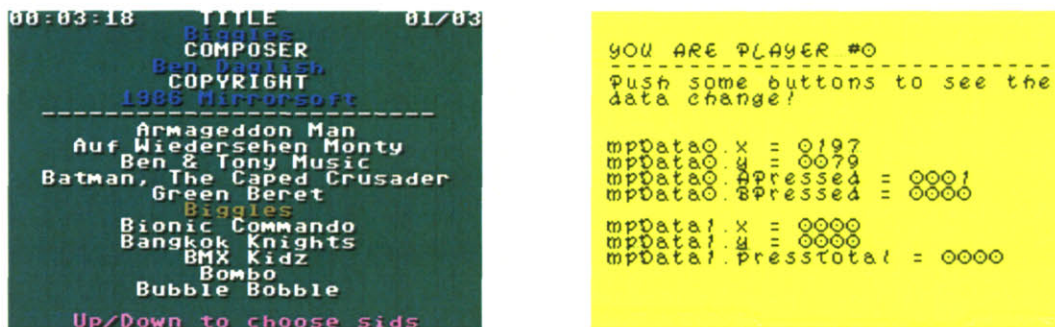 00:03:18 TITLE 01/03
Biggles
COMPOSER
Ben Daglish
COPYRIGHT
1986 Mirrorsoft
---------------------------
Armageddon Man
Auf Wiedersehen Monty
Ben & Tony Music
Batman, The Caped Crusader
Green Beret
Biggles
Bionic Commando
Bangkok Knights
BMX Kidz
Bombo
Bubble Bobble
Up/Down to choose sids
YOU ARE PLAYER #0
------------------------------
Push some buttons to see the
data change!
mpData0.x = 0197
mpData0.y = 0079
mpData0.APressed = 0001
mpData0.BPressed = 0000
mpData1.x = 0000
mpData1.y = 0000
mpData1.pressTotal = 0000